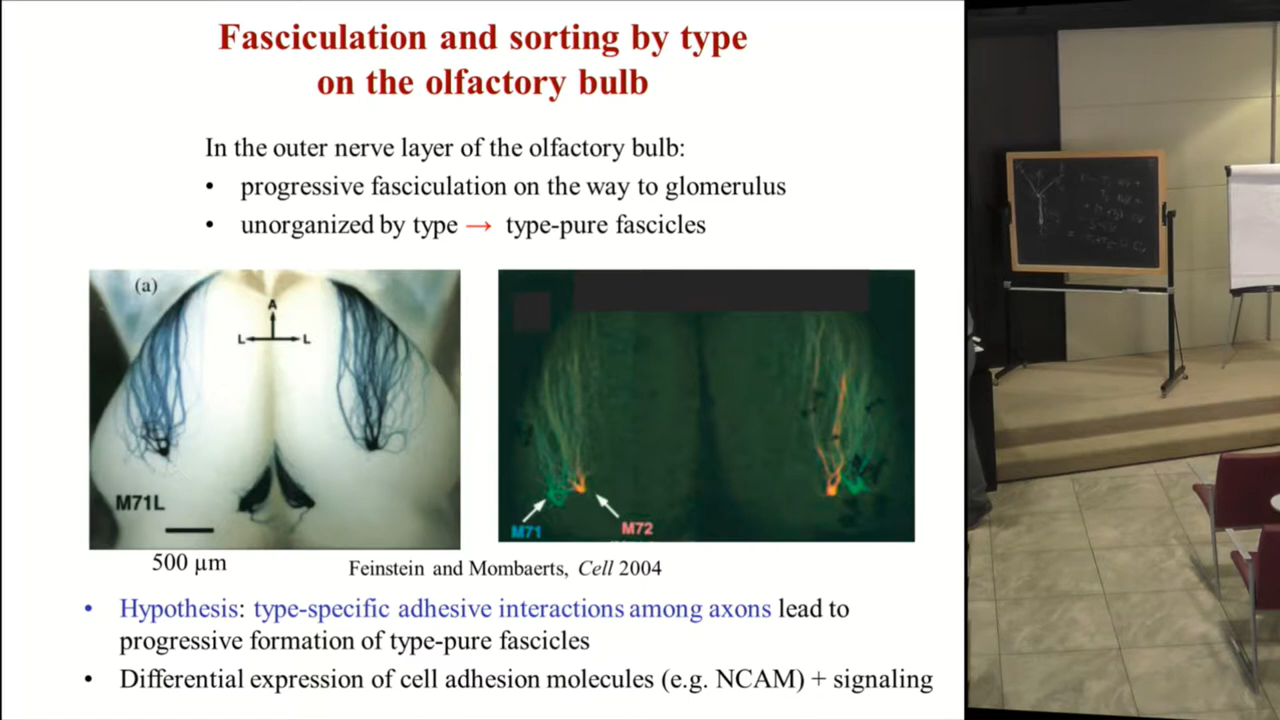 Fasciculation and sorting by type
on the olfactory bulb
In the outer nerve layer of the olfactory bulb:
• progressive fasciculation on the way to glomerulus
• unorganized by type → type-pure fascicles
(a)
A
L L
M71L
500 µm
M71
M72
Feinstein and Mombaerts, Cell 2004
• Hypothesis: type-specific adhesive interactions among axons lead to
progressive formation of type-pure fascicles
• Differential expression of cell adhesion molecules (e.g. NCAM) + signaling